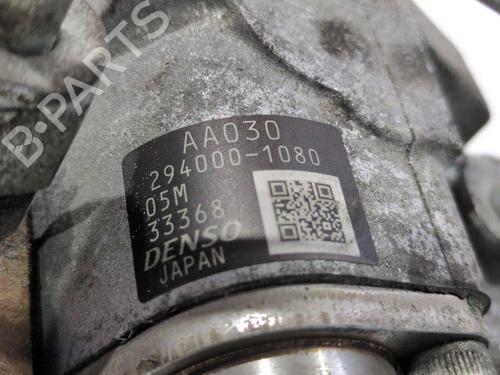 AA030
294000-1080
05M
33368
DENSO
JAPAN
B-PARTS